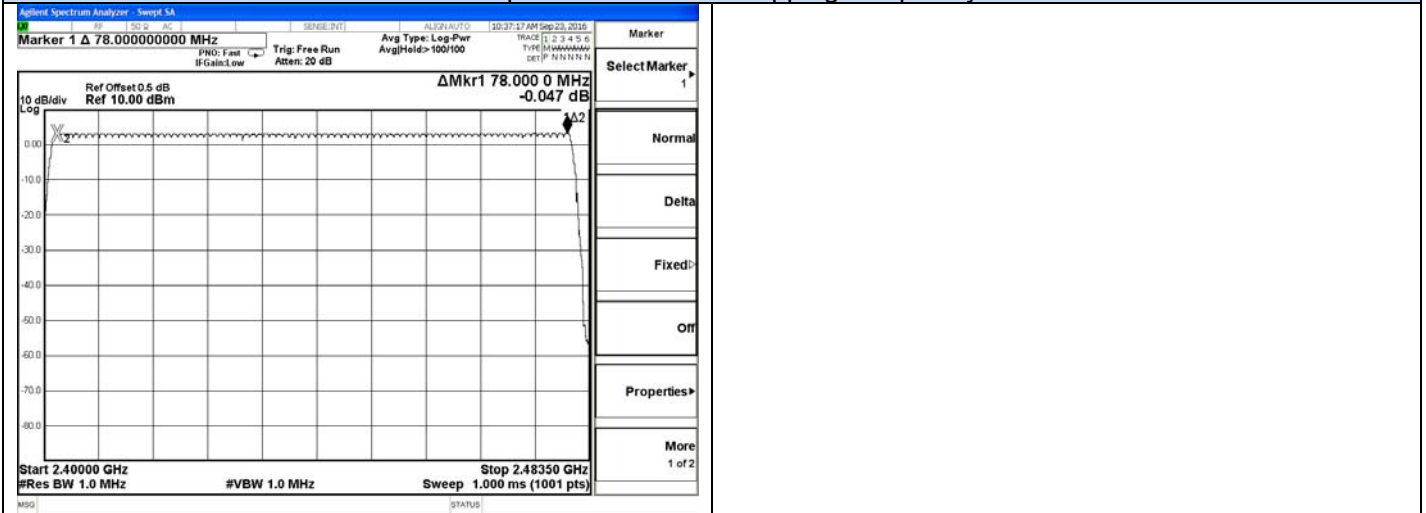 Agilent Spectrum Analyzer - Swept SA
RF 50 Ω AC SENSE:INT ALIGN AUTO 10:37:17 AM Sep 23, 2016
Marker 1 Δ 78.000000000 MHz
PNO: Fast
IFGain:Low
Trig: Free Run
Atten: 20 dB
Avg Type: Log-Pwr
Avg|Hold:>100/100
TRACE 1 2 3 4 5 6
TYPE M
DET P N N N N N
Ref Offset 0.5 dB
10 dB/div Ref 10.00 dBm
Log
ΔMkr1 78.000 0 MHz
-0.047 dB
1Δ2
X2
0.00
-10.0
-20.0
-30.0
-40.0
-50.0
-60.0
-70.0
-80.0
Start 2.40000 GHz
Stop 2.48350 GHz
#Res BW 1.0 MHz
#VBW 1.0 MHz
Sweep 1.000 ms (1001 pts)
MSG
STATUS
Marker
Select Marker
1
Normal
Delta
Fixed
Off
Properties
More
1 of 2